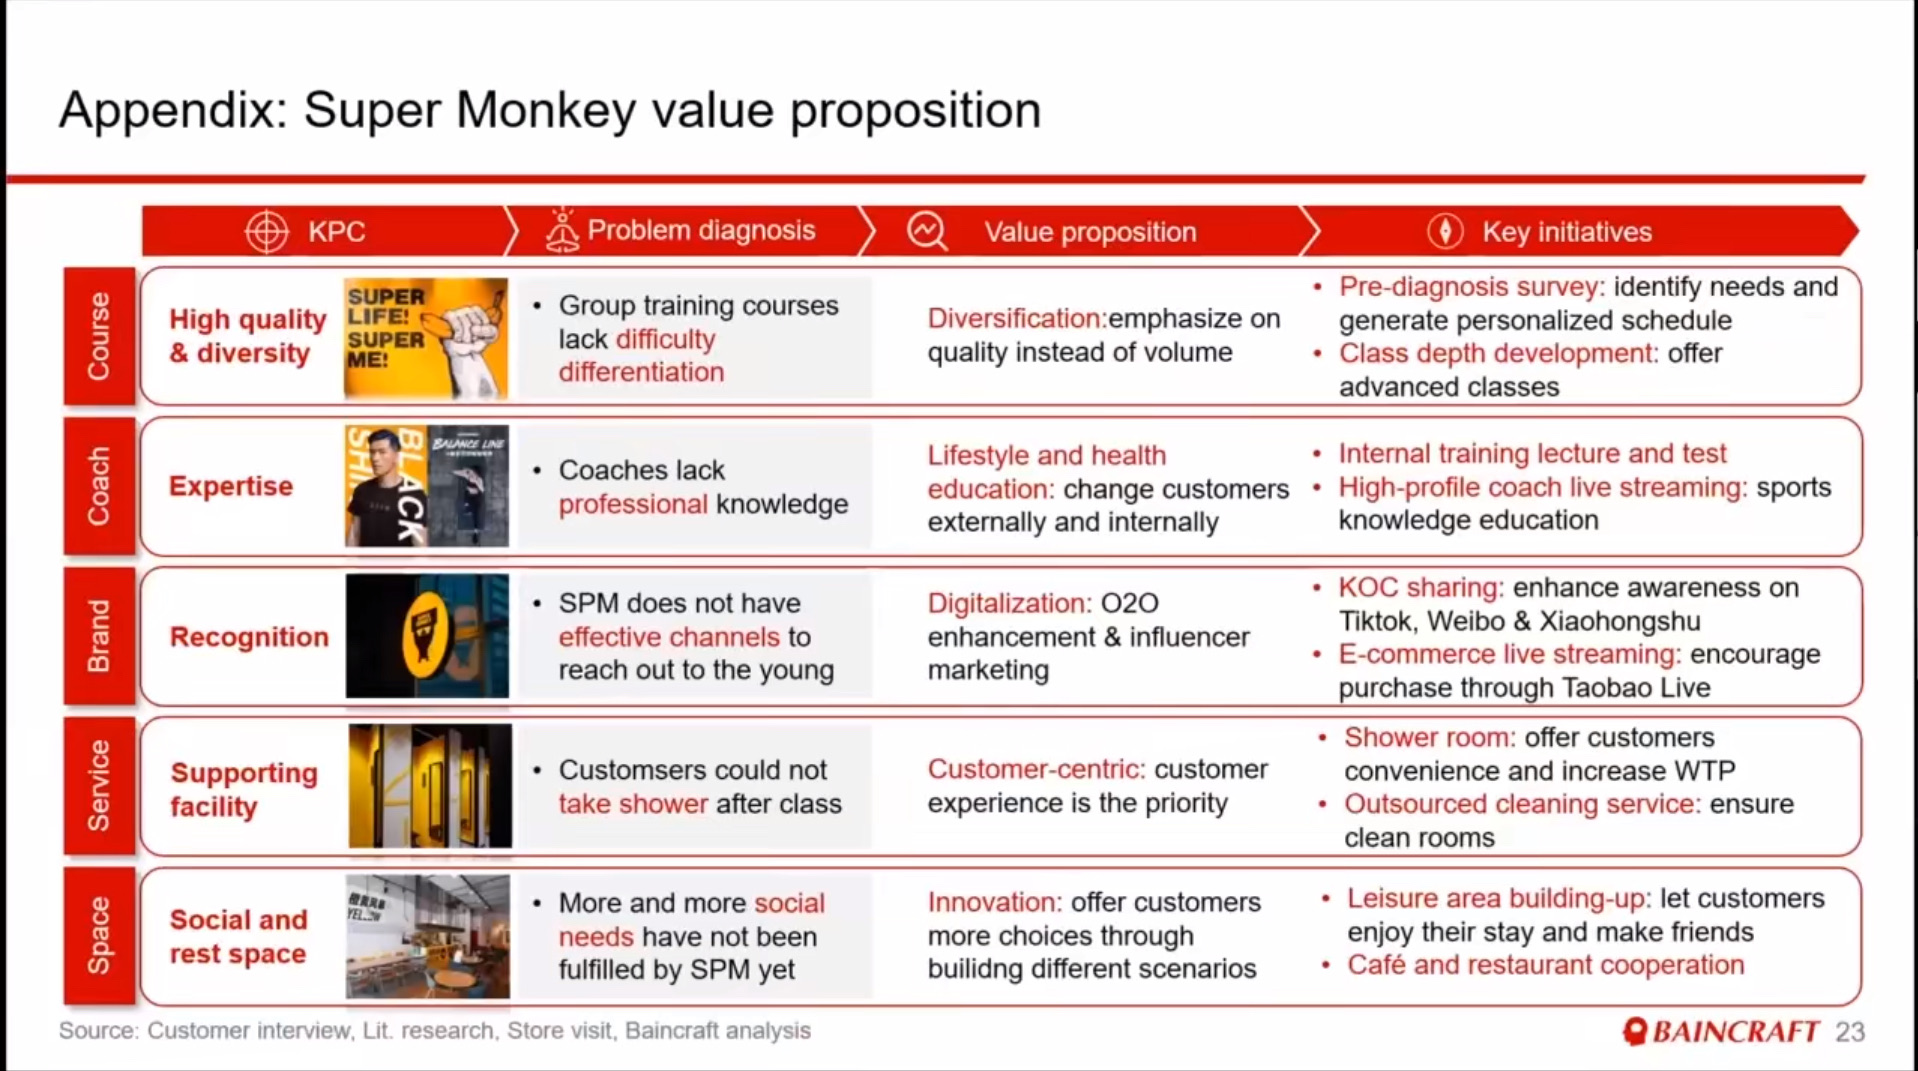 Appendix: Super Monkey value proposition
KPC
Problem diagnosis
Value proposition
Key initiatives
Course
High quality
& diversity
SUPER
LIFE!
SUPER
ME!
• Group training courses
lack difficulty
differentiation
Diversification:emphasize on
quality instead of volume
• Pre-diagnosis survey: identify needs and
generate personalized schedule
• Class depth development: offer
advanced classes
Coach
Expertise
BLACK
BALANCE LINE
• Coaches lack
professional knowledge
Lifestyle and health
education: change customers
externally and internally
• Internal training lecture and test
• High-profile coach live streaming: sports
knowledge education
Brand
Recognition
• SPM does not have
effective channels to
reach out to the young
Digitalization: O2O
enhancement & influencer
marketing
• KOC sharing: enhance awareness on
Tiktok, Weibo & Xiaohongshu
• E-commerce live streaming: encourage
purchase through Taobao Live
Service
Supporting
facility
• Customsers could not
take shower after class
Customer-centric: customer
experience is the priority
• Shower room: offer customers
convenience and increase WTP
• Outsourced cleaning service: ensure
clean rooms
Space
Social and
rest space
YELLOW
• More and more social
needs have not been
fulfilled by SPM yet
Innovation: offer customers
more choices through
builidng different scenarios
• Leisure area building-up: let customers
enjoy their stay and make friends
• Café and restaurant cooperation
Source: Customer interview, Lit. research, Store visit, Baincraft analysis
BAINCRAFT 23